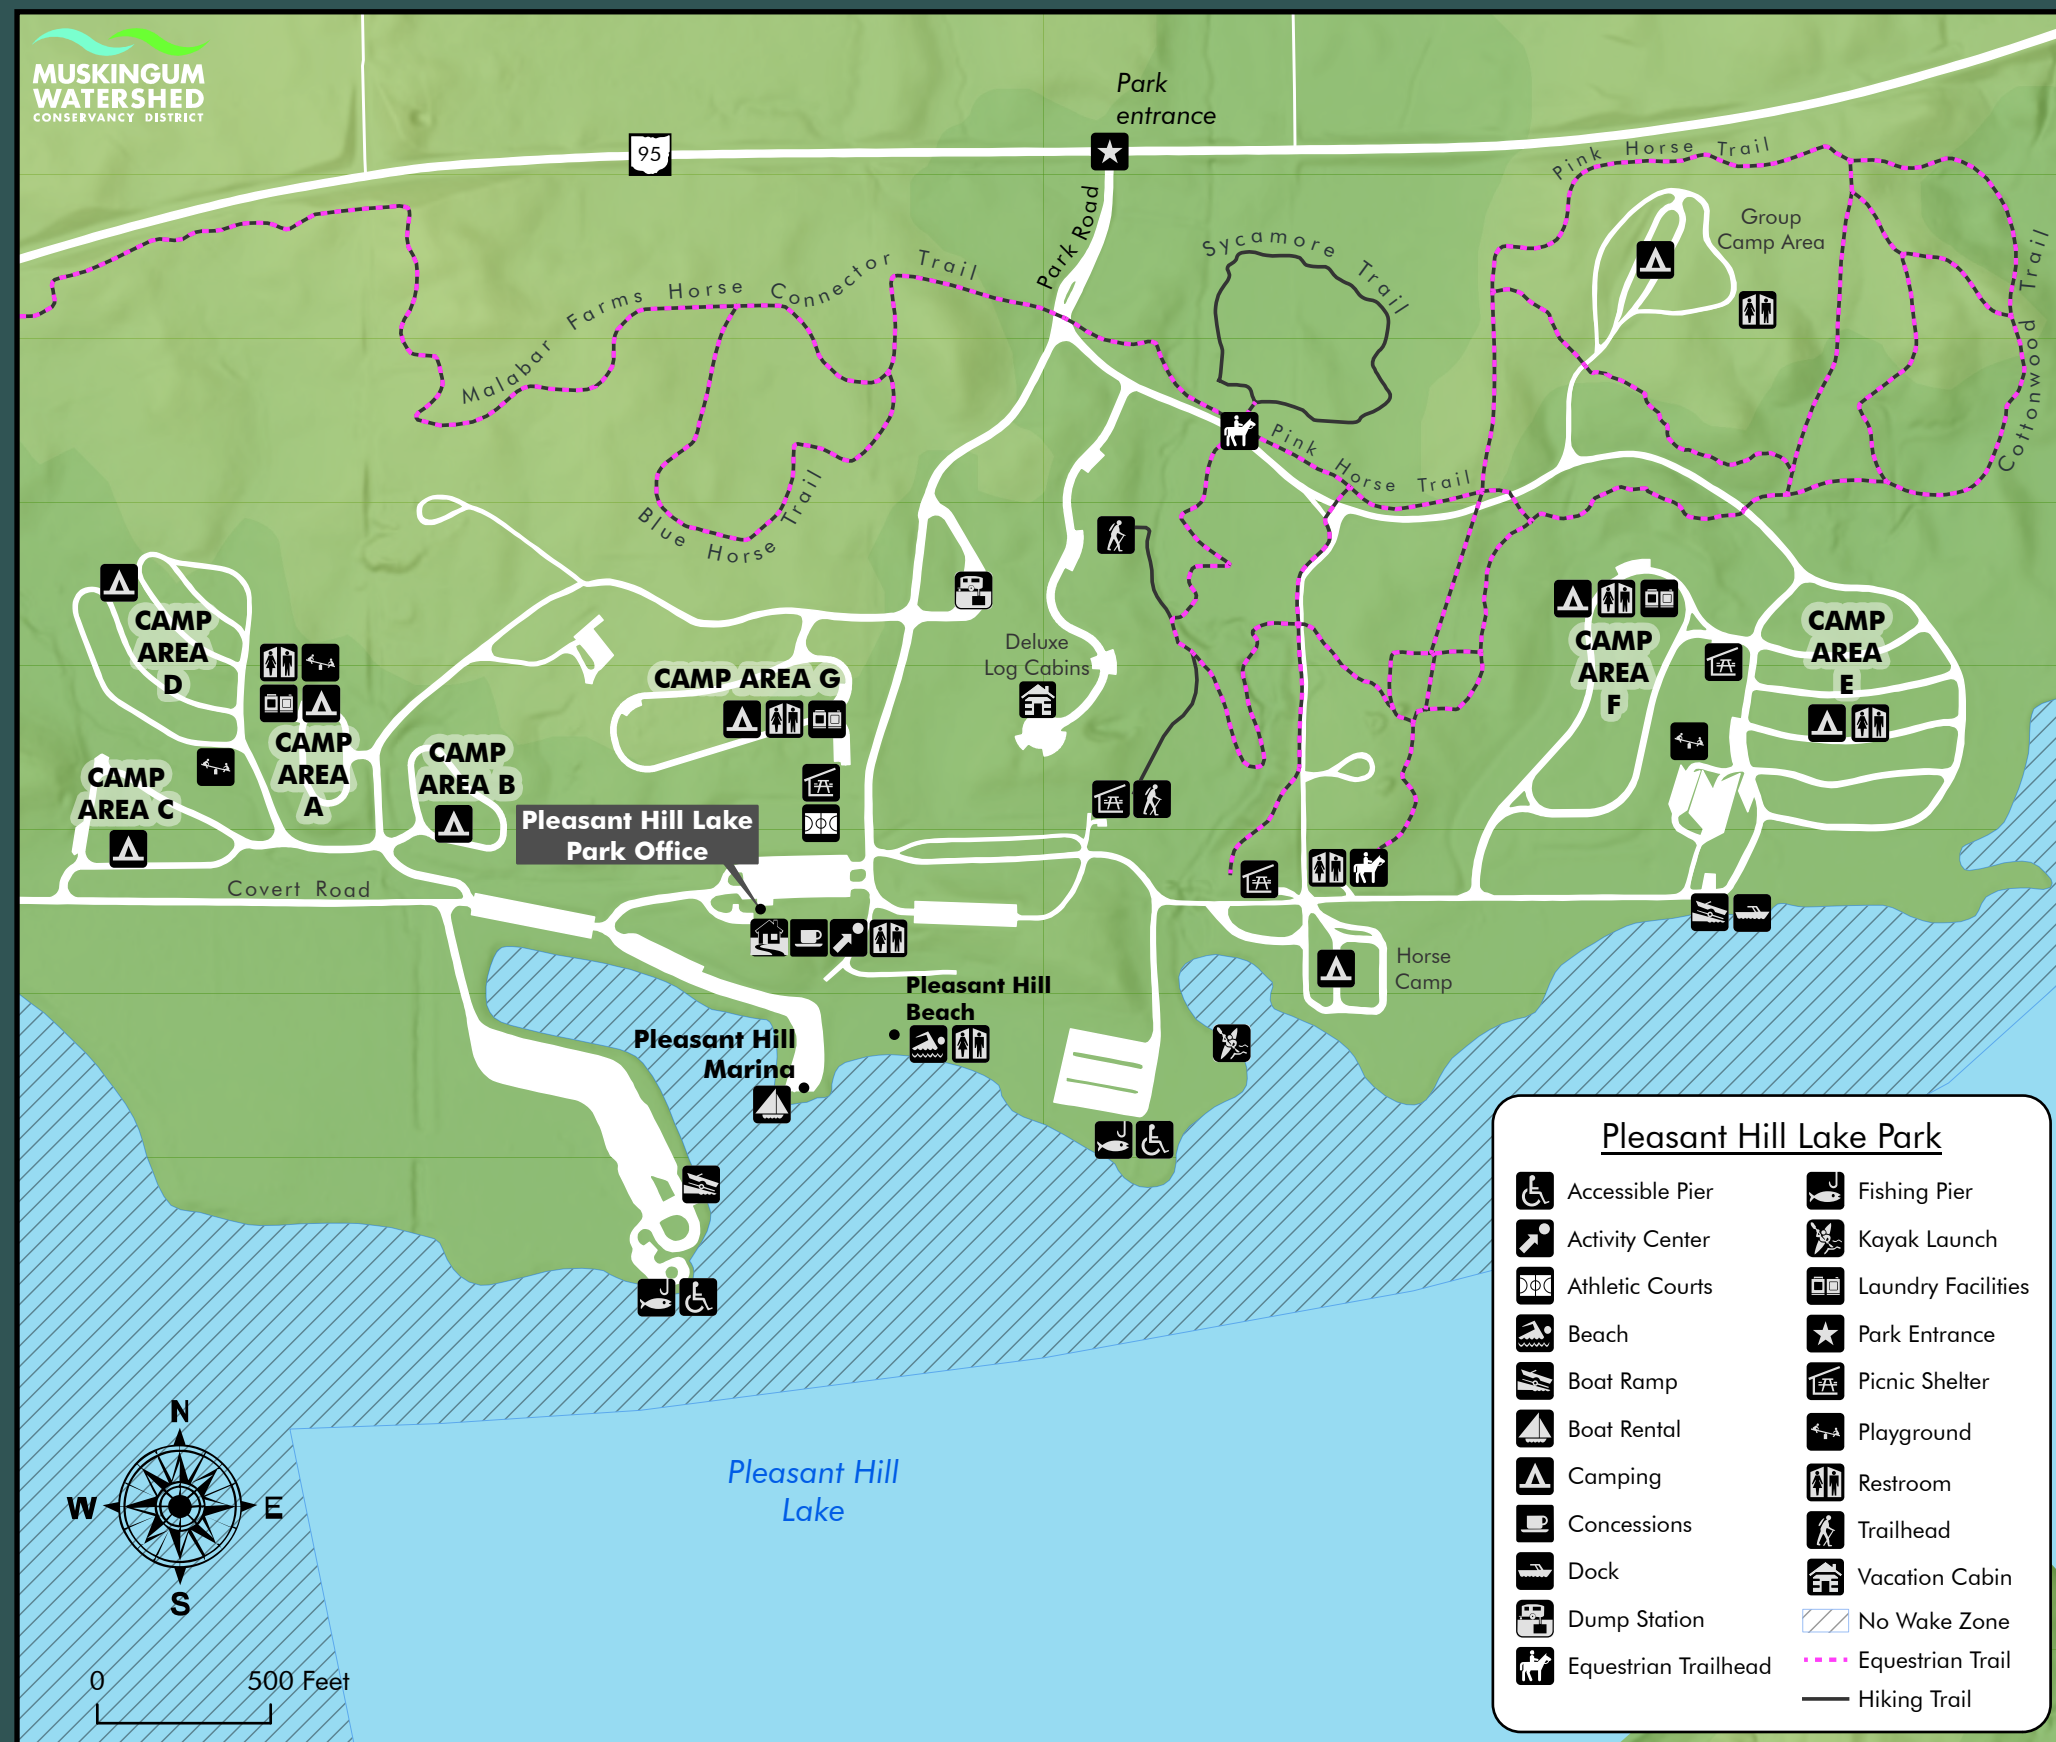 MUSKINGUM
WATERSHED
CONSERVANCY DISTRICT
Park
entrance
95
Park Road
Pink Horse Trail
Sycamore Trail
Group
Camp Area
Cottonwood Trail
Malabar Farms Horse Connector Trail
Pink Horse Trail
Blue Horse Trail
CAMP
AREA
D
Deluxe
Log Cabins
CAMP
AREA
F
CAMP
AREA
E
CAMP AREA G
CAMP
AREA
A
CAMP
AREA B
CAMP
AREA C
Pleasant Hill Lake
Park Office
Covert Road
Horse
Camp
Pleasant Hill
Beach
Pleasant Hill
Marina
Pleasant Hill
Lake
N
W
E
S
0
500 Feet
Pleasant Hill Lake Park
Accessible Pier
Activity Center
Athletic Courts
Beach
Boat Ramp
Boat Rental
Camping
Concessions
Dock
Dump Station
Equestrian Trailhead
Fishing Pier
Kayak Launch
Laundry Facilities
Park Entrance
Picnic Shelter
Playground
Restroom
Trailhead
Vacation Cabin
No Wake Zone
Equestrian Trail
Hiking Trail